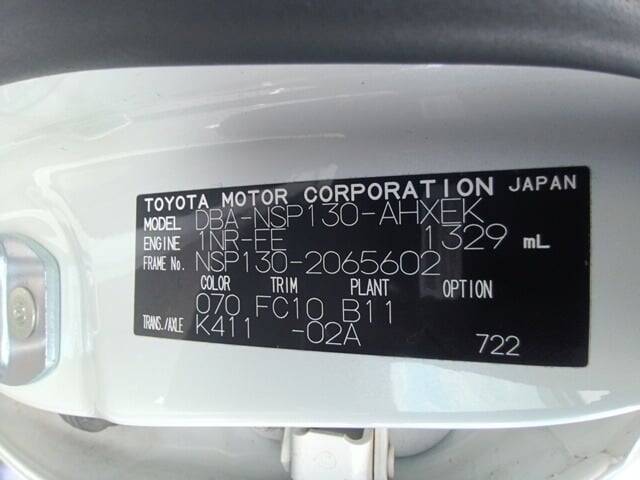 TOYOTA MOTOR CORPORATION JAPAN
MODEL DBA-NSP130-AHXEK
ENGINE 1NR-FE 1329 mL
FRAME No. NSP130-2065602
COLOR TRIM PLANT OPTION
070 FC10 B11
TRANS./AXLE K411 -02A
722